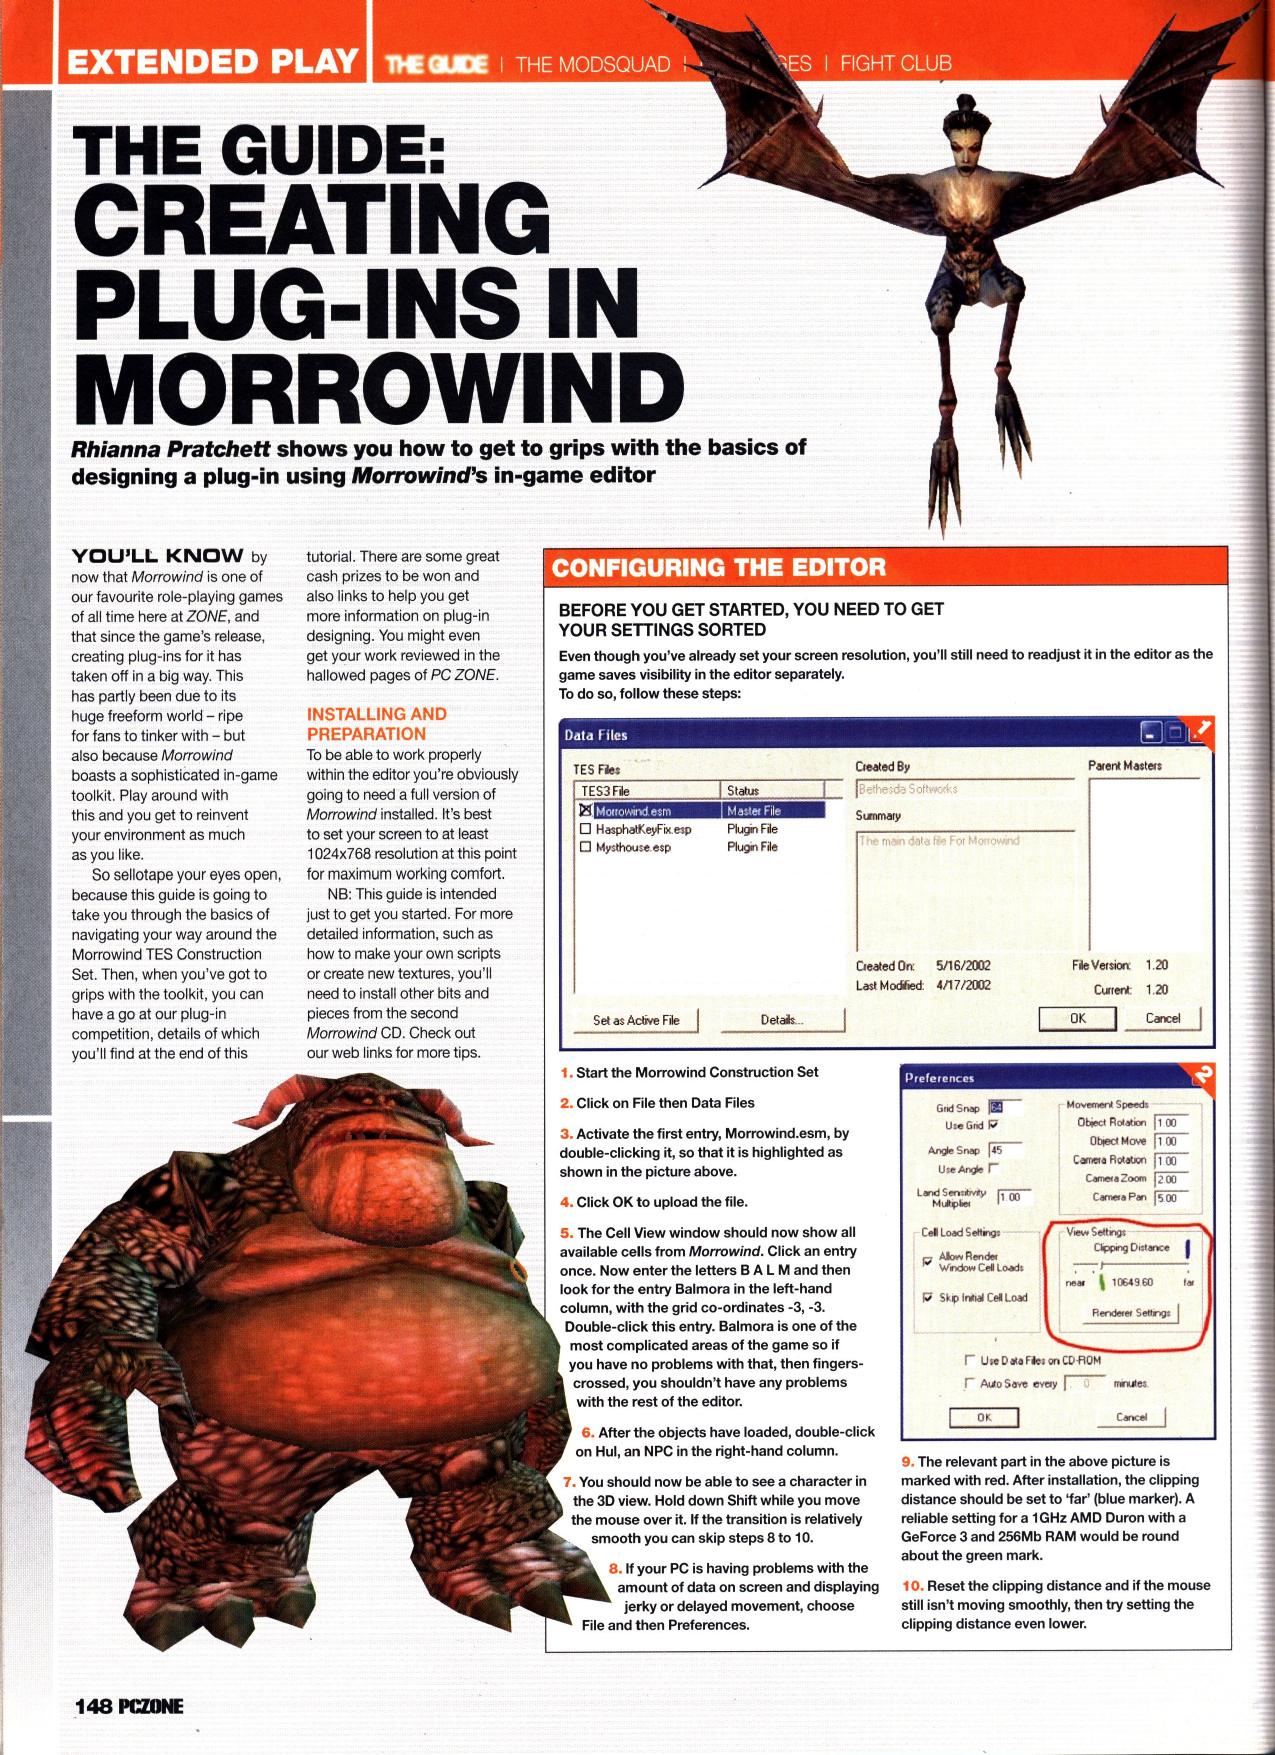 EXTENDED PLAY
THE GUIDE | THE MODSQUAD | GES | FIGHT CLUB
THE GUIDE:
CREATING
PLUG-INS IN
MORROWIND
Rhianna Pratchett shows you how to get to grips with the basics of
designing a plug-in using Morrowind's in-game editor
YOU'LL KNOW by
now that Morrowind is one of
our favourite role-playing games
of all time here at ZONE, and
that since the game's release,
creating plug-ins for it has
taken off in a big way. This
has partly been due to its
huge freeform world – ripe
for fans to tinker with – but
also because Morrowind
boasts a sophisticated in-game
toolkit. Play around with
this and you get to reinvent
your environment as much
as you like.
So sellotape your eyes open,
because this guide is going to
take you through the basics of
navigating your way around the
Morrowind TES Construction
Set. Then, when you've got to
grips with the toolkit, you can
have a go at our plug-in
competition, details of which
you'll find at the end of this
tutorial. There are some great
cash prizes to be won and
also links to help you get
more information on plug-in
designing. You might even
get your work reviewed in the
hallowed pages of PC ZONE.
INSTALLING AND
PREPARATION
To be able to work properly
within the editor you're obviously
going to need a full version of
Morrowind installed. It's best
to set your screen to at least
1024x768 resolution at this point
for maximum working comfort.
NB: This guide is intended
just to get you started. For more
detailed information, such as
how to make your own scripts
or create new textures, you'll
need to install other bits and
pieces from the second
Morrowind CD. Check out
our web links for more tips.
CONFIGURING THE EDITOR
BEFORE YOU GET STARTED, YOU NEED TO GET
YOUR SETTINGS SORTED
Even though you've already set your screen resolution, you'll still need to readjust it in the editor as the
game saves visibility in the editor separately.
To do so, follow these steps:
Data Files
1
TES Files
TES3 File Status
Morrowind.esm Master File
HasphatKeyFix.esp Plugin File
Mysthouse.esp Plugin File
Created By
Bethesda Softworks
Summary
The main data file For Morrowind
Parent Masters
Created On: 5/16/2002
Last Modified: 4/17/2002
File Version: 1.20
Current: 1.20
Set as Active File Details... OK Cancel
1. Start the Morrowind Construction Set
2. Click on File then Data Files
3. Activate the first entry, Morrowind.esm, by
double-clicking it, so that it is highlighted as
shown in the picture above.
4. Click OK to upload the file.
5. The Cell View window should now show all
available cells from Morrowind. Click an entry
once. Now enter the letters B A L M and then
look for the entry Balmora in the left-hand
column, with the grid co-ordinates -3, -3.
Double-click this entry. Balmora is one of the
most complicated areas of the game so if
you have no problems with that, then fingers-
crossed, you shouldn't have any problems
with the rest of the editor.
6. After the objects have loaded, double-click
on Hul, an NPC in the right-hand column.
7. You should now be able to see a character in
the 3D view. Hold down Shift while you move
the mouse over it. If the transition is relatively
smooth you can skip steps 8 to 10.
8. If your PC is having problems with the
amount of data on screen and displaying
jerky or delayed movement, choose
File and then Preferences.
Preferences
2
Grid Snap 64
Use Grid
Angle Snap 45
Use Angle
Land Sensitivity
Multiplier 1.00
Movement Speeds
Object Rotation 1.00
Object Move 1.00
Camera Rotation 1.00
Camera Zoom 2.00
Camera Pan 5.00
Cell Load Settings
Allow Render
Window Cell Loads
Skip Initial Cell Load
View Settings
Clipping Distance
near 10649.60 far
Renderer Settings
Use Data Files on CD-ROM
Auto Save every 0 minutes.
OK Cancel
9. The relevant part in the above picture is
marked with red. After installation, the clipping
distance should be set to 'far' (blue marker). A
reliable setting for a 1GHz AMD Duron with a
GeForce 3 and 256Mb RAM would be round
about the green mark.
10. Reset the clipping distance and if the mouse
still isn't moving smoothly, then try setting the
clipping distance even lower.
148 PCZONE